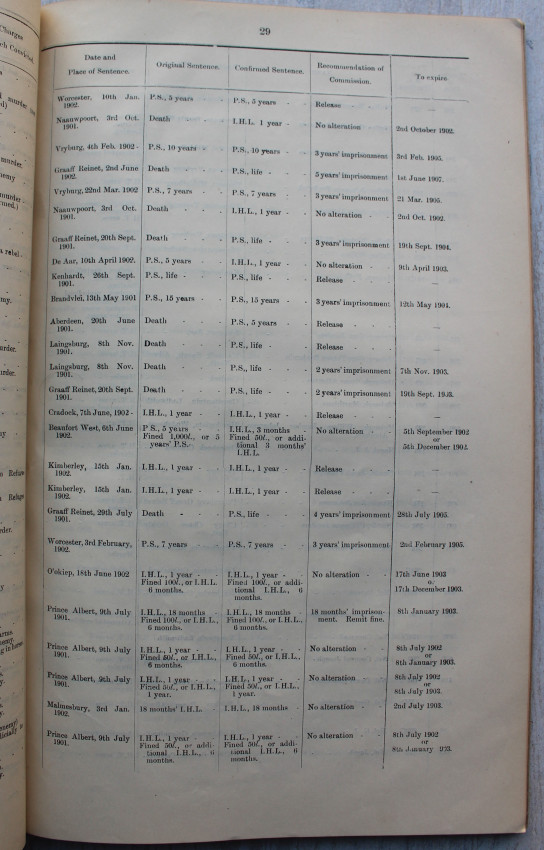 29
Date and
Place of Sentence.
Original Sentence.
Confirmed Sentence.
Recommendation of
Commission.
To expire.
Worcester, 10th Jan.
1902.
P.S., 5 years
P.S., 5 years
Release
—
Naauwpoort, 3rd Oct.
1901.
Death
I.H.L. 1 year
No alteration
2nd October 1902.
Vryburg, 4th Feb. 1902
P.S., 10 years
P.S., 10 years
3 years' imprisonment
3rd Feb. 1905.
Graaff Reinet, 2nd June
1902.
Death
P.S., life
5 years' imprisonment
1st June 1907.
Vryburg, 22nd Mar. 1902
P.S., 7 years
P.S., 7 years
3 years' imprisonment
21 Mar. 1905.
Naauwpoort, 3rd Oct.
1901.
Death
I.H.L., 1 year
No alteration
2nd Oct. 1902.
Graaff Reinet, 20th Sept.
1901.
Death
P.S., life
3 years' imprisonment
19th Sept. 1904.
De Aar, 10th April 1902.
P.S., 5 years
I.H.L., 1 year
No alteration
9th April 1903.
Kenhardt, 26th Sept.
1901.
P.S., life
P.S., life
Release
—
Brandvlei, 13th May 1901
P.S., 15 years
P.S., 15 years
3 years' imprisonment
12th May 1904.
Aberdeen, 20th June
1901.
Death
P.S., 5 years
Release
—
Laingsburg, 8th Nov.
1901.
Death
P.S., life
Release
—
Laingsburg, 8th Nov.
1901.
Death
P.S., life
2 years' imprisonment
7th Nov. 1903.
Graaff Reinet, 20th Sept.
1901.
Death
P.S., life
2 years' imprisonment
19th Sept. 1903.
Cradock, 7th June, 1902
I.H.L., 1 year
I.H.L., 1 year
Release
—
Beaufort West, 6th June
1902.
P.S., 5 years
Fined 1,000l., or 5
years' P.S.
I.H.L., 3 months
Fined 50l., or addi-
tional 3 months'
I.H.L.
No alteration
5th September 1902
or
5th December 1902.
Kimberley, 15th Jan.
1902.
I.H.L., 1 year
I.H.L., 1 year
Release
—
Kimberley, 15th Jan.
1902.
I.H.L., 1 year
I.H.L., 1 year
Release
—
Graaff Reinet, 29th July
1901.
Death
P.S., life
4 years' imprisonment
28th July 1905.
Worcester, 3rd February,
1902.
P.S., 7 years
P.S., 7 years
3 years' imprisonment
2nd February 1905.
O'okiep, 18th June 1902
I.H.L., 1 year
Fined 100l., or I.H.L.
6 months.
I.H.L., 1 year
Fined 100l., or addi-
tional I.H.L., 6
months.
No alteration
17th June 1903
or
17th December 1903.
Prince Albert, 9th July
1901.
I.H.L., 18 months
Fined 100l., or I.H.L.,
6 months.
I.H.L., 18 months
Fined 100l., or I.H.L.,
6 months.
18 months' imprison-
ment. Remit fine.
8th January 1903.
Prince Albert, 9th July
1901.
I.H.L., 1 year
Fined 50l., or I.H.L.,
6 months.
I.H.L., 1 year
Fined 50l., or I.H.L.,
6 months.
No alteration
8th July 1902
or
8th January 1903.
Prince Albert, 9th July
1901.
I.H.L., 1 year
Fined 50l., or I.H.L.,
1 year.
I.H.L., 1 year
Fined 50l., or I.H.L.,
1 year.
No alteration
8th July 1902
or
8th July 1903.
Malmesbury, 3rd Jan.
1902.
18 months' I.H.L.
I.H.L., 18 months
No alteration
2nd July 1903.
Prince Albert, 9th July
1901.
I.H.L., 1 year
Fined 50l., or addi-
tional I.H.L., 6
months.
I.H.L., 1 year
Fined 50l., or addi-
tional I.H.L., 6
months.
No alteration
8th July 1902
or
8th January 1903.